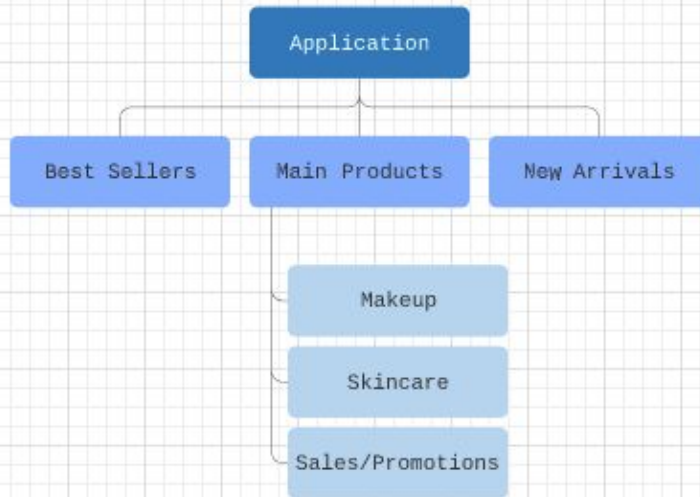 Application
Best Sellers
Main Products
New Arrivals
Makeup
Skincare
Sales/Promotions